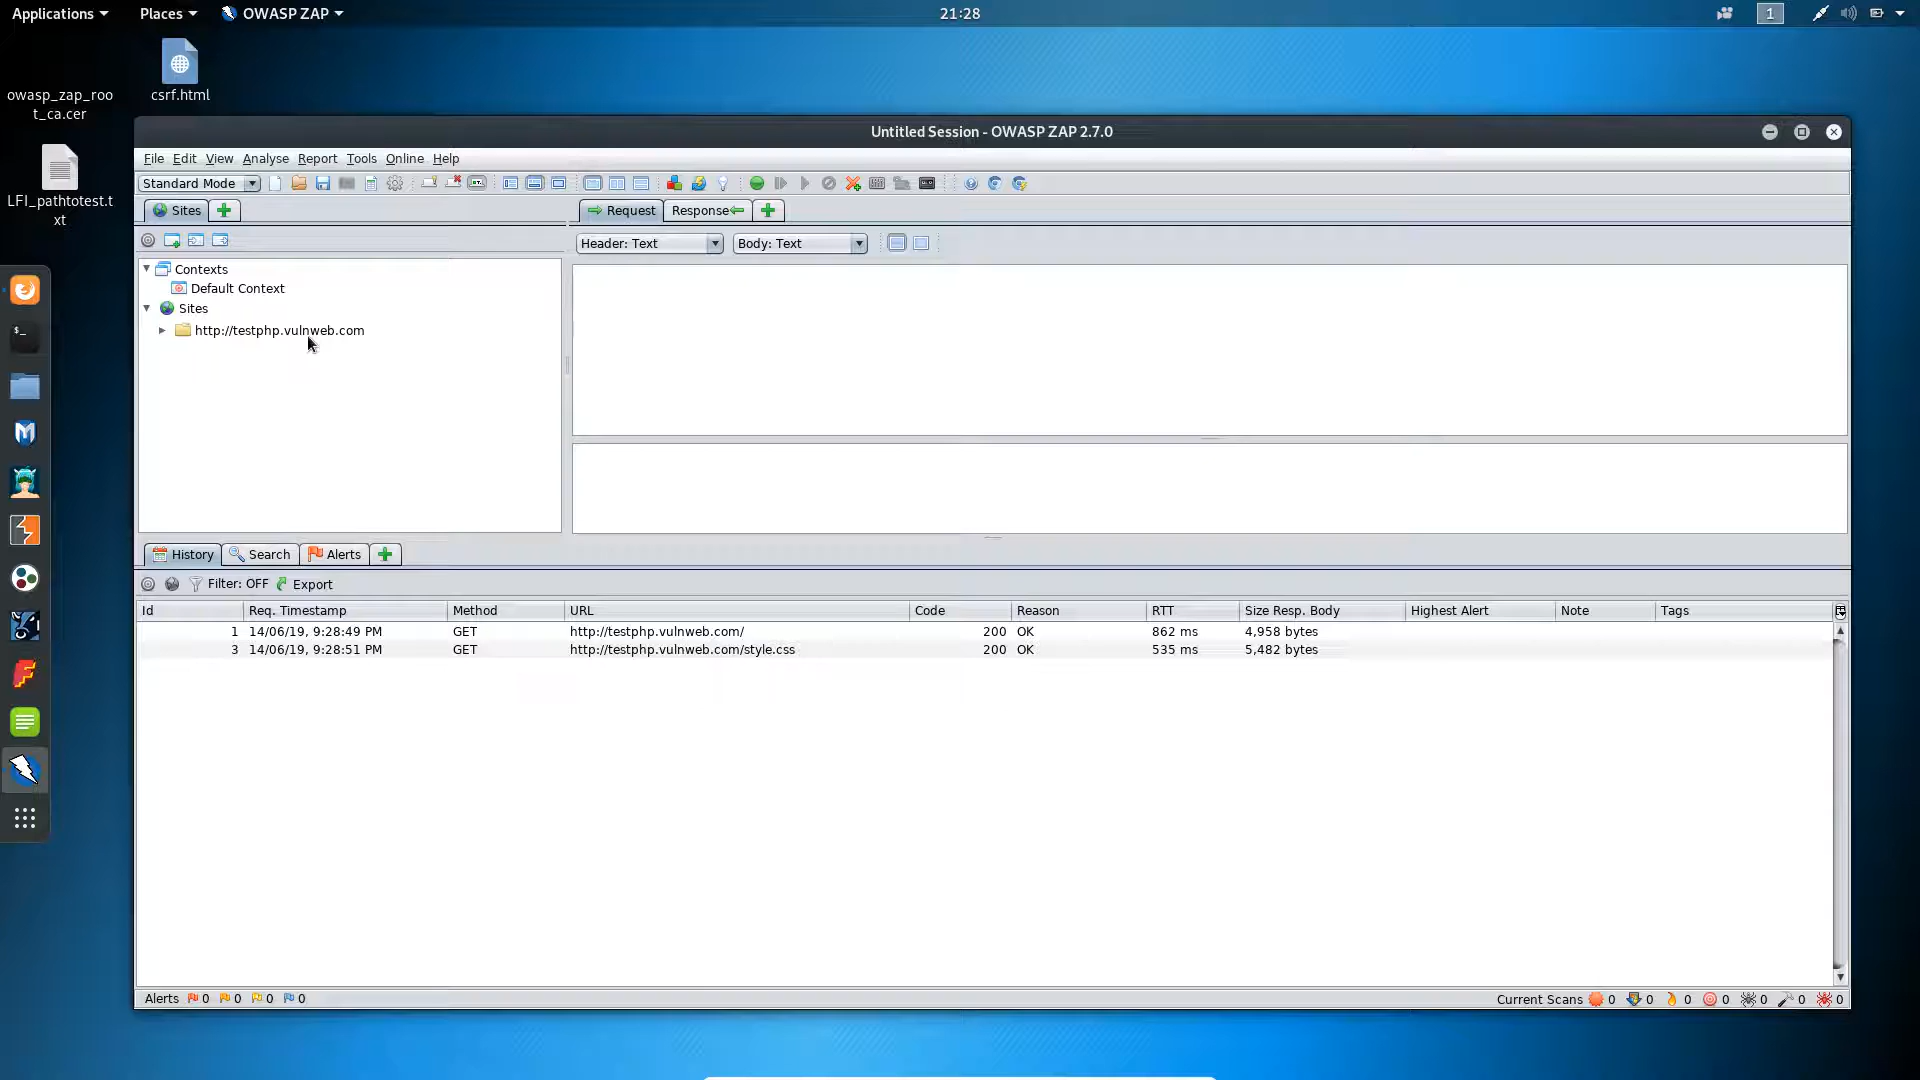 Applications Places OWASP ZAP 21:28 1
owasp_zap_roo
t_ca.cer
csrf.html
LFI_pathtotest.t
xt
Untitled Session - OWASP ZAP 2.7.0
File Edit View Analyse Report Tools Online Help
Standard Mode
Sites
Request Response
Header: Text Body: Text
Contexts
Default Context
Sites
http://testphp.vulnweb.com
History Search Alerts
Filter: OFF Export
Id Req. Timestamp Method URL Code Reason RTT Size Resp. Body Highest Alert Note Tags
1 14/06/19, 9:28:49 PM GET http://testphp.vulnweb.com/ 200 OK 862 ms 4,958 bytes
3 14/06/19, 9:28:51 PM GET http://testphp.vulnweb.com/style.css 200 OK 535 ms 5,482 bytes
Alerts 0 0 0 0 Current Scans 0 0 0 0 0 0 0